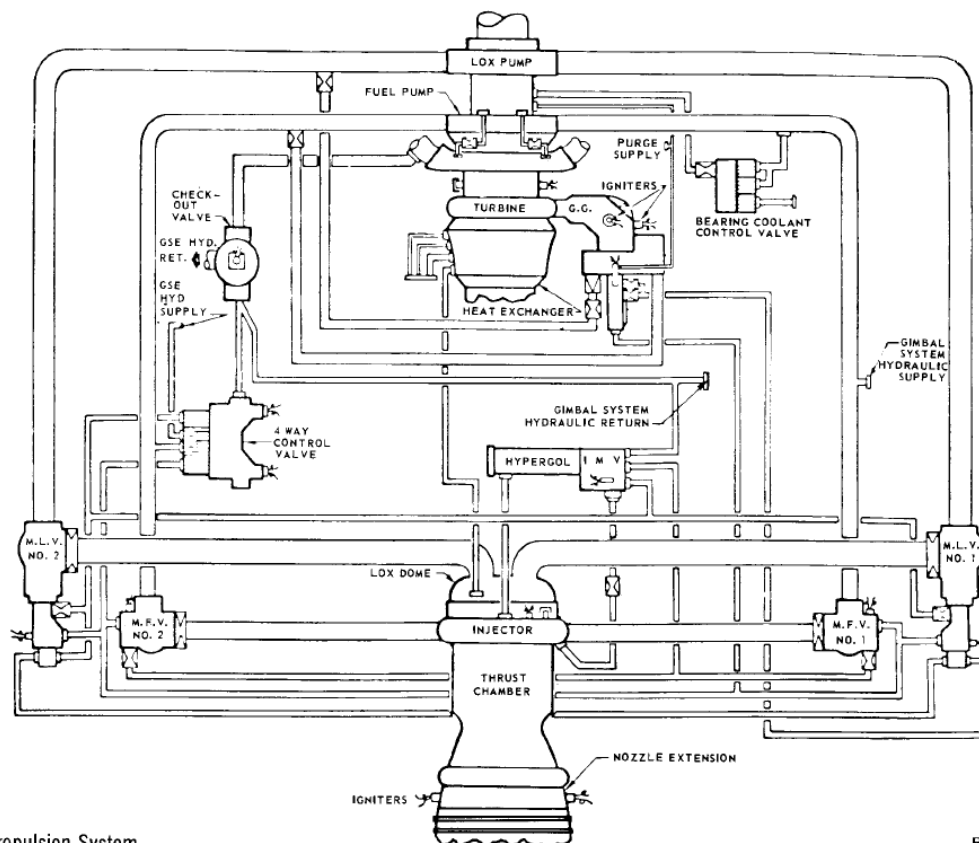 LOX PUMP
FUEL PUMP
PURGE
SUPPLY
IGNITERS
CHECK-
OUT
VALVE
TURBINE
G.G.
BEARING COOLANT
CONTROL VALVE
GSE HYD.
RET.
GSE
HYD
SUPPLY
HEAT EXCHANGER
GIMBAL
SYSTEM
HYDRAULIC
SUPPLY
GIMBAL SYSTEM
HYDRAULIC RETURN
4 WAY
CONTROL
VALVE
HYPERGOL
I M V
M.L.V.
NO. 2
M.L.V.
NO. 1
LOX DOME
M.F.V.
NO. 2
INJECTOR
M.F.V.
NO. 1
THRUST
CHAMBER
NOZZLE EXTENSION
IGNITERS
ropulsion System